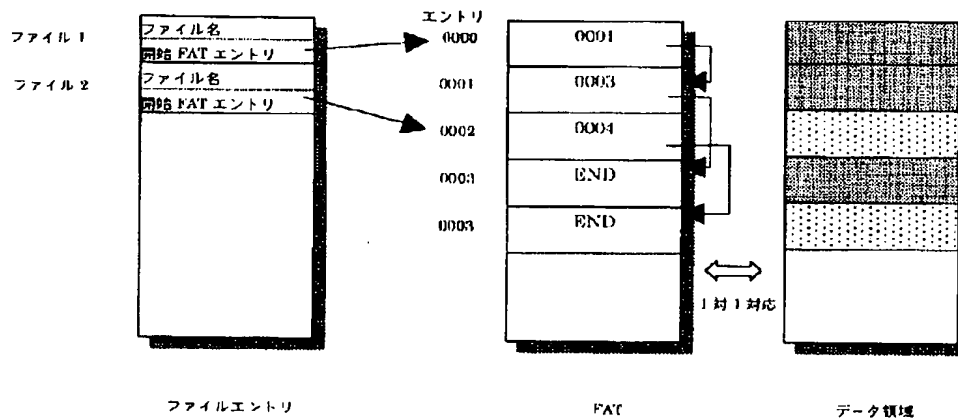 ファイル1
ファイル名
開始 FAT エントリ
ファイル2
ファイル名
開始 FAT エントリ
ファイルエントリ
エントリ
0000
0001
0002
0003
0003
0001
0003
0004
END
END
FAT
1対1対応
データ領域